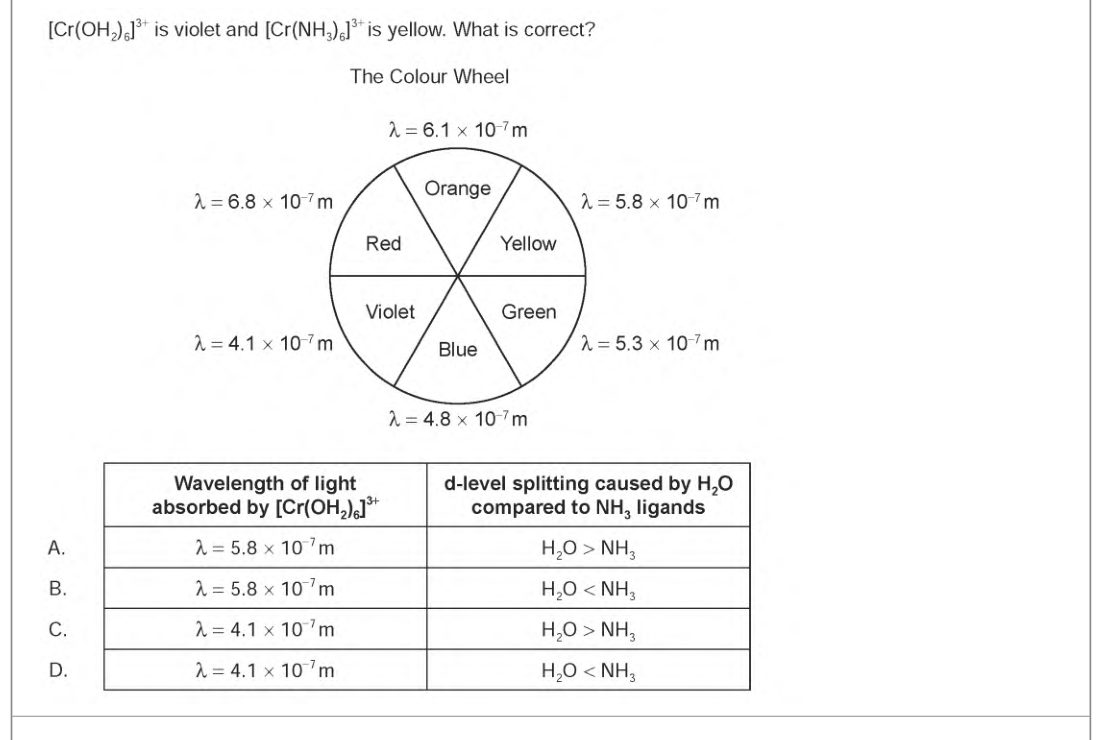 [Cr(OH₂)₆]³⁺ is violet and [Cr(NH₃)₆]³⁺ is yellow. What is correct?
The Colour Wheel
λ = 6.1 × 10⁻⁷ m
λ = 6.8 × 10⁻⁷ m
Orange
λ = 5.8 × 10⁻⁷ m
Red
Yellow
Violet
Green
λ = 4.1 × 10⁻⁷ m
Blue
λ = 5.3 × 10⁻⁷ m
λ = 4.8 × 10⁻⁷ m
Wavelength of light absorbed by [Cr(OH₂)₆]³⁺
d-level splitting caused by H₂O compared to NH₃ ligands
A. λ = 5.8 × 10⁻⁷ m H₂O > NH₃
B. λ = 5.8 × 10⁻⁷ m H₂O < NH₃
C. λ = 4.1 × 10⁻⁷ m H₂O > NH₃
D. λ = 4.1 × 10⁻⁷ m H₂O < NH₃